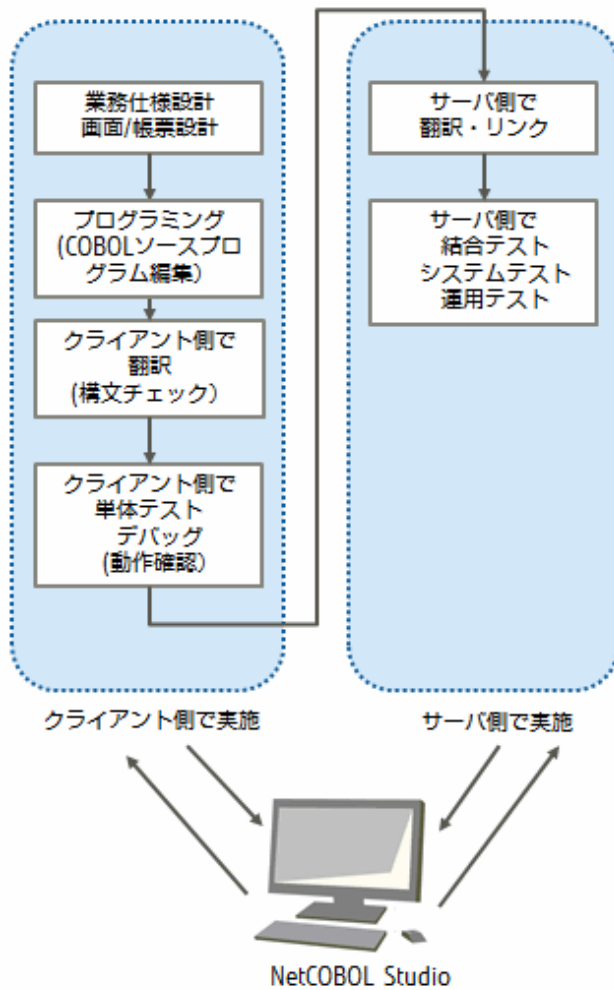 業務仕様設計
画面/帳票設計
プログラミング
(COBOLソースプロ
グラム編集)
クライアント側で
翻訳
(構文チェック)
クライアント側で
単体テスト
デバッグ
(動作確認)
サーバ側で
翻訳・リンク
サーバ側で
結合テスト
システムテスト
運用テスト
クライアント側で実施
サーバ側で実施
NetCOBOL Studio